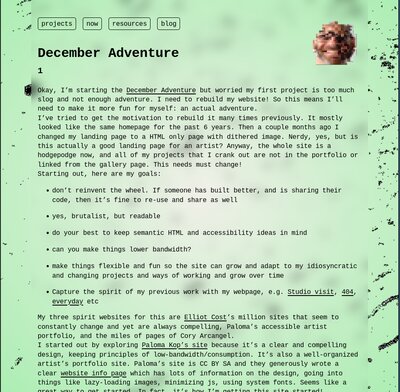 projects now resources blog
December Adventure
1
Okay, I’m starting the December Adventure but worried my first project is too much
slog and not enough adventure. I need to rebuild my website! So this means I’ll
need to make it more fun for myself: an actual adventure.
I’ve tried to get the motivation to rebuild it many times previously. It mostly
looked like the same homepage for the past 6 years. Then a couple months ago I
changed my landing page to a HTML only page with dithered image. Nerdy, yes, but is
this actually a good landing page for an artist? Anyway, the whole site is a
hodgepodge now, and all of my projects that I crank out are not in the portfolio or
linked from the gallery page. This needs must change!
Starting out, here are my goals:
• don’t reinvent the wheel. If someone has built better, and is sharing their
code, then it’s fine to re-use and share as well
• yes, brutalist, but readable
• do your best to keep semantic HTML and accessibility ideas in mind
• can you make things lower bandwidth?
• make things flexible and fun so the site can grow and adapt to my idiosyncratic
and changing projects and ways of working and grow over time
• Capture the spirit of my previous work with my webpage, e.g. Studio visit, 404,
everyday etc
My three spirit websites for this are Elliot Cost’s million sites that seem to
constantly change and yet are always compelling, Paloma’s accessible artist
portfolio, and the miles of pages of Cory Arcangel.
I started out by exploring Paloma Kop’s site because it’s a clear and compelling
design, keeping principles of low-bandwidth/consumption. It’s also a well-organized
artist’s portfolio site. Paloma’s site is CC BY SA and they generously wrote a
clear website info page which has lots of information on the design, going into
things like lazy-loading images, minimizing js, using system fonts. Seems like a